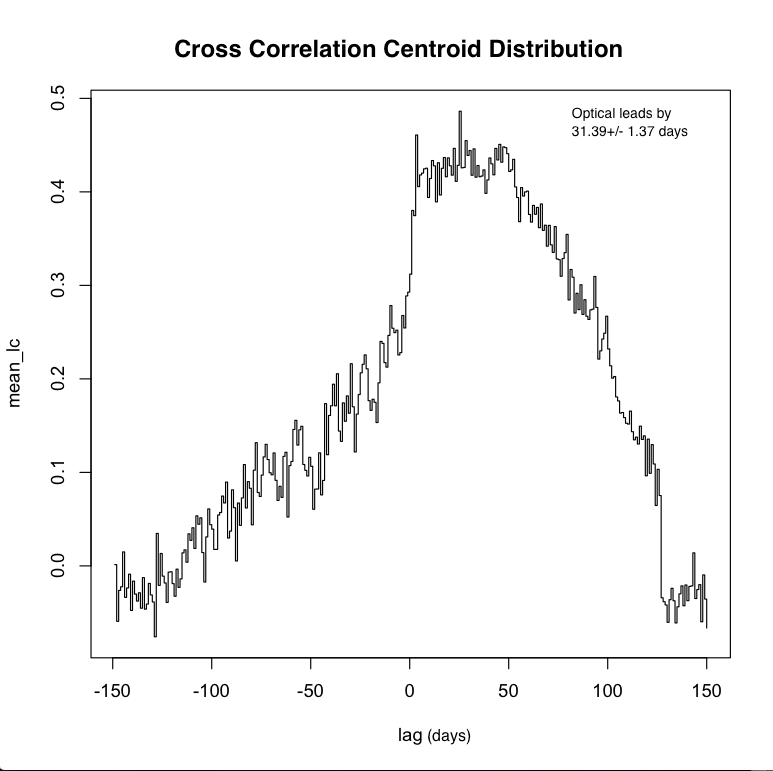 Cross Correlation Centroid Distribution
Optical leads by
31.39+/- 1.37 days
0.5
0.4
0.3
0.2
0.1
0.0
mean_lc
-150 -100 -50 0 50 100 150
lag (days)